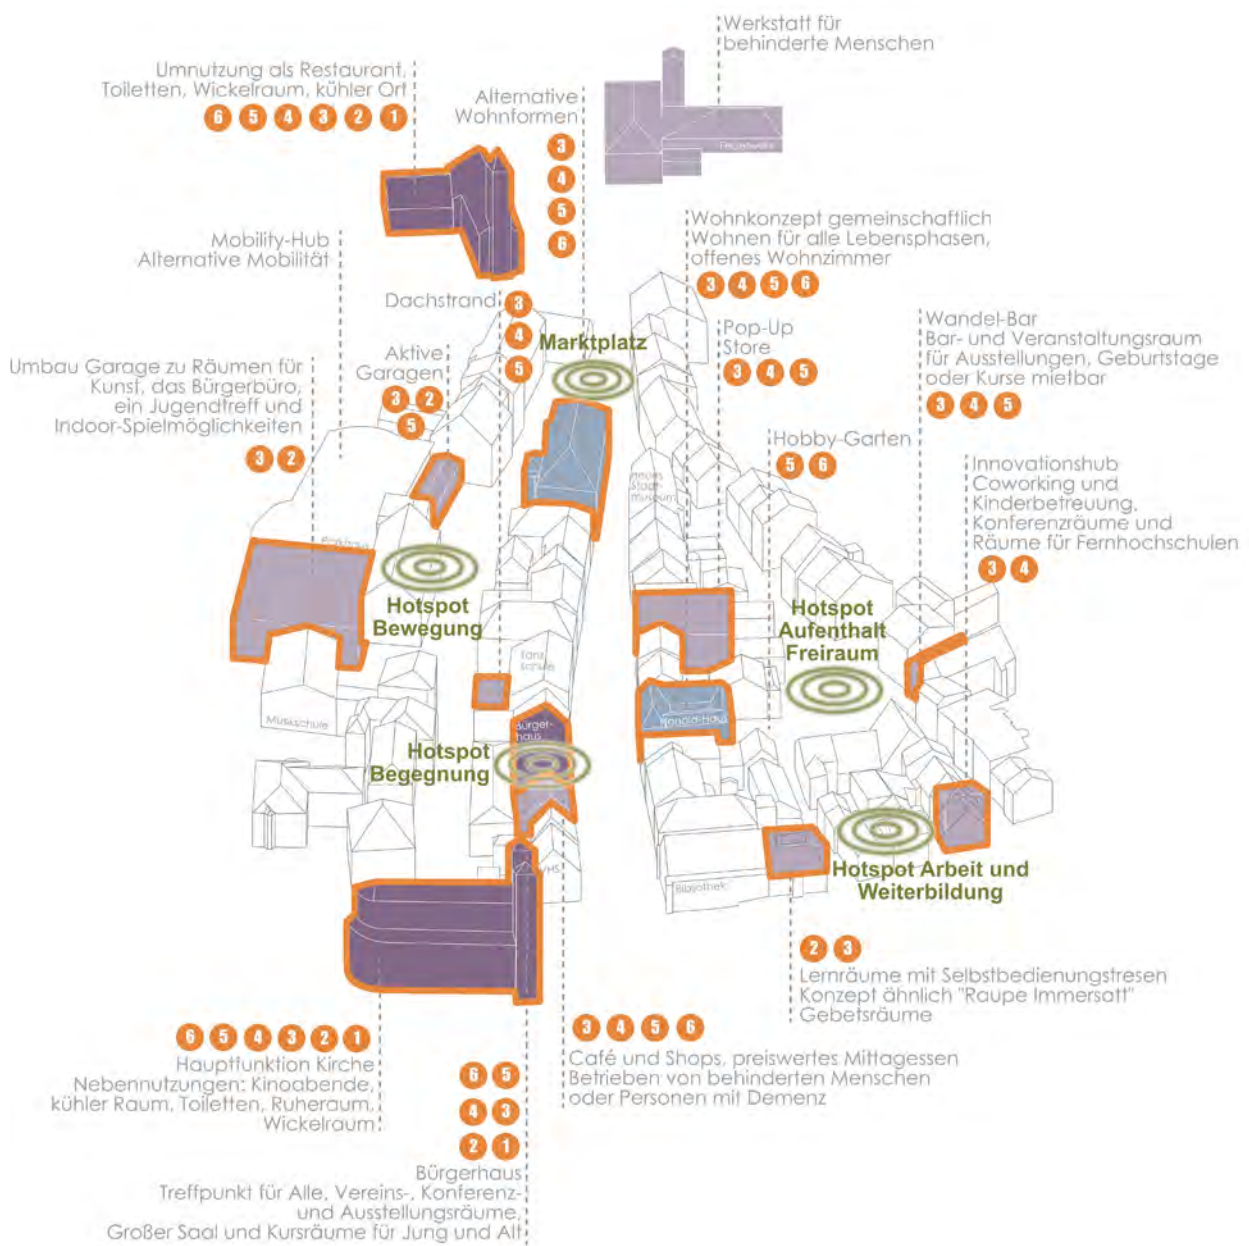 Werkstatt für
behinderte Menschen
Umnutzung als Restaurant,
Toiletten, Wickelraum, kühler Ort
6 5 4 3 2 1
Alternative
Wohnformen
3
4
5
6
Feuerwehr
Mobility-Hub
Alternative Mobilität
Wohnkonzept gemeinschaftlich
Wohnen für alle Lebensphasen,
offenes Wohnzimmer
3 4 5 6
Dachstrand
3
4
5
Marktplatz
Pop-Up
Store
3 4 5
Wandel-Bar
Bar- und Veranstaltungsraum
für Ausstellungen, Geburtstage
oder Kurse mietbar
3 4 5
Aktive
Garagen
3 2
5
Umbau Garage zu Räumen für
Kunst, das Bürgerbüro,
ein Jugendtreff und
Indoor-Spielmöglichkeiten
3 2
Hobby-Garten
5 6
Innovationshub
Coworking und
Kinderbetreuung,
Konferenzräume und
Räume für Fernhochschulen
3 4
neues
Stadt-
museum
Parkhaus
Hotspot
Bewegung
Hotspot
Aufenthalt
Freiraum
Tanz
schule
Musikschule
Bürger-
haus
Hotspot
Begegnung
VHS
Bibliothek
Hotspot Arbeit und
Weiterbildung
2 3
Lernräume mit Selbstbedienungstresen
Konzept ähnlich "Raupe Immersatt"
Gebetsräume
6 5 4 3 2 1
Hauptfunktion Kirche
Nebennutzungen: Kinoabende,
kühler Raum, Toiletten, Ruheraum,
Wickelraum
3 4 5 6
Café und Shops, preiswertes Mittagessen
Betrieben von behinderten Menschen
oder Personen mit Demenz
6 5
4 3
2 1
Bürgerhaus
Treffpunkt für Alle, Vereins-, Konferenz-
und Ausstellungsräume,
Großer Saal und Kursräume für Jung und Alt